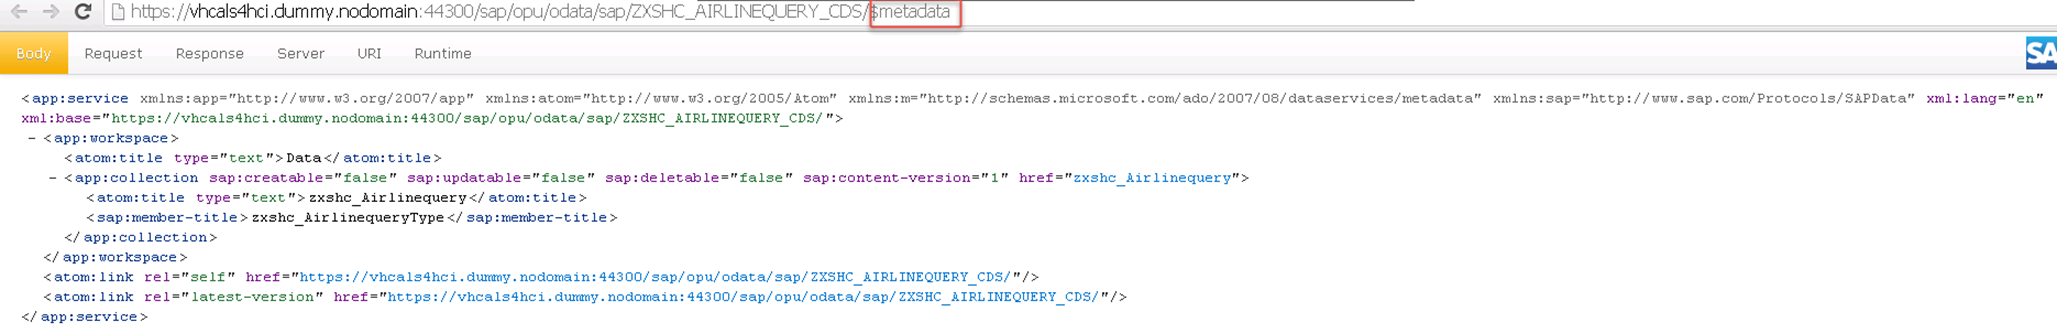 https://vhcals4hci.dummy.nodomain:44300/sap/opu/odata/sap/ZXSHC_AIRLINEQUERY_CDS/$metadata
Body Request Response Server URI Runtime SA
<app:service xmlns:app="http://www.w3.org/2007/app" xmlns:atom="http://www.w3.org/2005/Atom" xmlns:m="http://schemas.microsoft.com/ado/2007/08/dataservices/metadata" xmlns:sap="http://www.sap.com/Protocols/SAPData" xml:lang="en"
xml:base="https://vhcals4hci.dummy.nodomain:44300/sap/opu/odata/sap/ZXSHC_AIRLINEQUERY_CDS/">
- <app:workspace>
<atom:title type="text">Data</atom:title>
- <app:collection sap:creatable="false" sap:updatable="false" sap:deletable="false" sap:content-version="1" href="zxshc_Airlinequery">
<atom:title type="text">zxshc_Airlinequery</atom:title>
<sap:member-title>zxshc_AirlinequeryType</sap:member-title>
</app:collection>
</app:workspace>
<atom:link rel="self" href="https://vhcals4hci.dummy.nodomain:44300/sap/opu/odata/sap/ZXSHC_AIRLINEQUERY_CDS/"/>
<atom:link rel="latest-version" href="https://vhcals4hci.dummy.nodomain:44300/sap/opu/odata/sap/ZXSHC_AIRLINEQUERY_CDS/"/>
</app:service>